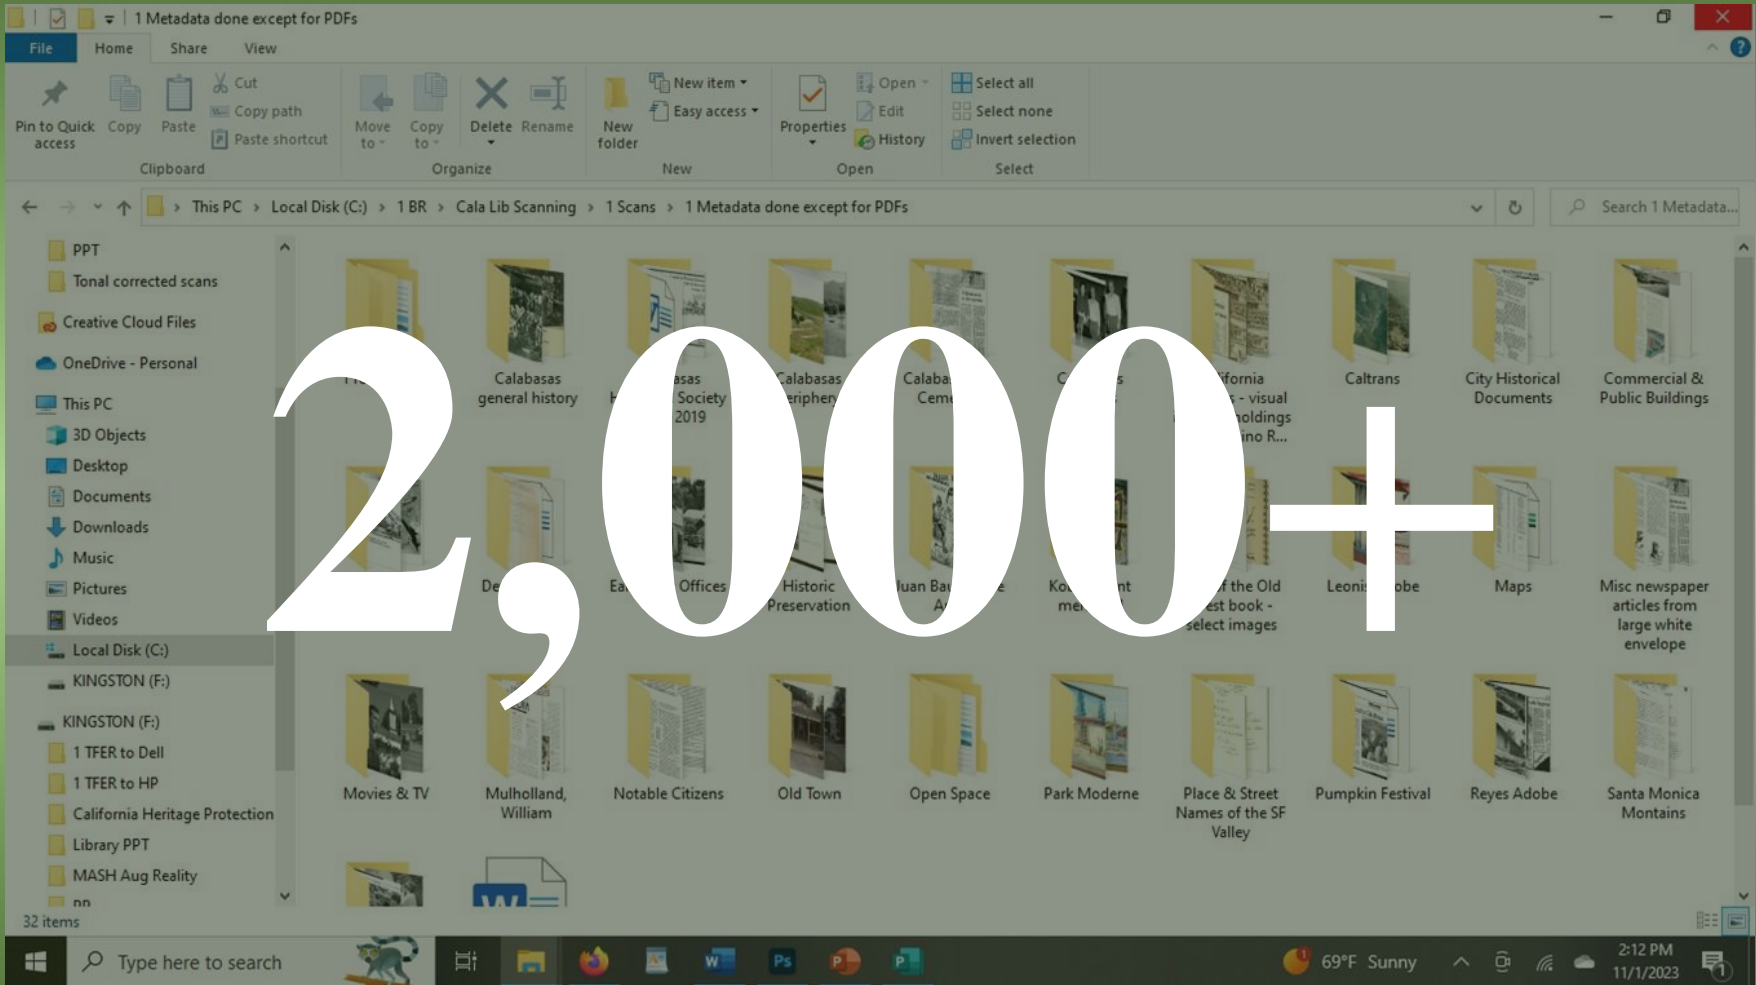 1 Metadata done except for PDFs
File Home Share View
Pin to Quick access
Copy
Paste
Cut
Copy path
Paste shortcut
Clipboard
Move to
Copy to
Delete
Rename
Organize
New folder
New item
Easy access
New
Properties
Open
Edit
History
Open
Select all
Select none
Invert selection
Select
This PC > Local Disk (C:) > 1 BR > Cala Lib Scanning > 1 Scans > 1 Metadata done except for PDFs
Search 1 Metadata...
PPT
Tonal corrected scans
Creative Cloud Files
OneDrive - Personal
This PC
3D Objects
Desktop
Documents
Downloads
Music
Pictures
Videos
Local Disk (C:)
KINGSTON (F:)
KINGSTON (F:)
1 TFER to Dell
1 TFER to HP
California Heritage Protection
Library PPT
MASH Aug Reality
2,000+
Calabasas
general history
Society
2019
Calabasas
Caltrans
City Historical
Documents
Commercial &
Public Buildings
- visual
holdings
R...
Offices
Historic
Preservation
Juan
the Old
book -
select images
Maps
Misc newspaper
articles from
large white
envelope
Movies & TV
Mulholland,
William
Notable Citizens
Old Town
Open Space
Park Moderne
Place & Street
Names of the SF
Valley
Pumpkin Festival
Reyes Adobe
Santa Monica
Montains
32 items
Type here to search
69°F Sunny
2:12 PM
11/1/2023